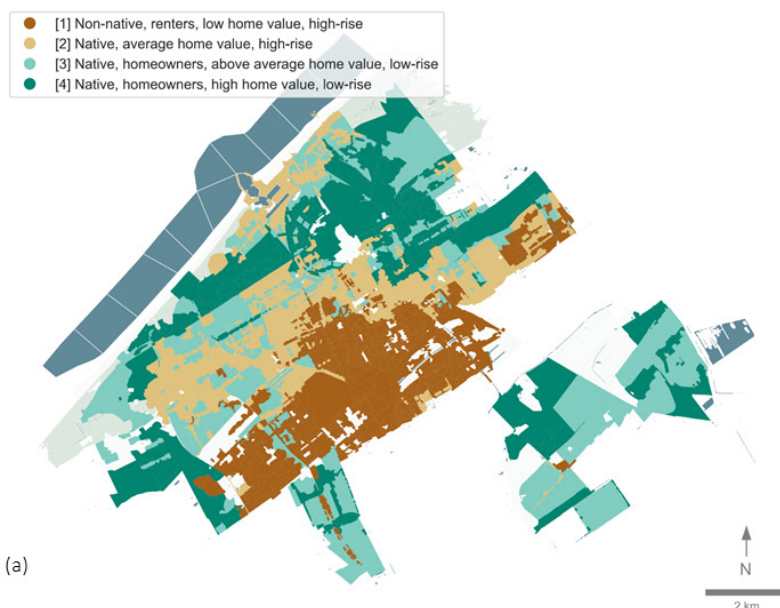 [1] Non-native, renters, low home value, high-rise
[2] Native, average home value, high-rise
[3] Native, homeowners, above average home value, low-rise
[4] Native, homeowners, high home value, low-rise
(a)
N
2 km